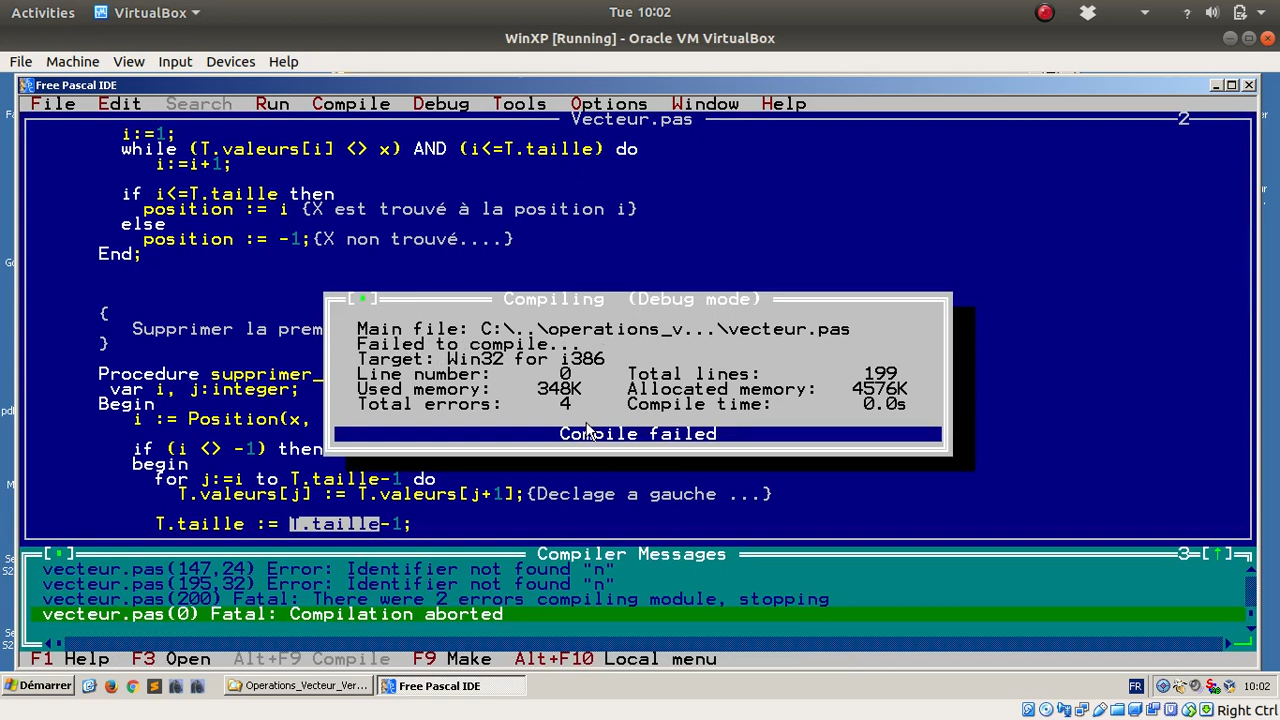 Activities VirtualBox Tue 10:02 ?
WinXP [Running] - Oracle VM VirtualBox
File Machine View Input Devices Help
Free Pascal IDE
File Edit Search Run Compile Debug Tools Options Window Help
Vecteur.pas 2
i:=1;
while (T.valeurs[i] <> x) AND (i<=T.taille) do
i:=i+1;
if i<=T.taille then
position := i {X est trouvé à la position i}
else
position := -1;{X non trouvé....}
End;
{
Supprimer la prem
}
Procedure supprimer_
var i, j:integer;
Begin
i := Position(x,
if (i <> -1) then
begin
for j:=i to T.taille-1 do
T.valeurs[j] := T.valeurs[j+1];{Declage a gauche ...}
T.taille := T.taille-1;
Compiling (Debug mode)
Main file: C:\..\operations_v...\vecteur.pas
Failed to compile...
Target: Win32 for i386
Line number: 0 Total lines: 199
Used memory: 348K Allocated memory: 4576K
Total errors: 4 Compile time: 0.0s
Compile failed
Compiler Messages 3
vecteur.pas(147,24) Error: Identifier not found "n"
vecteur.pas(195,32) Error: Identifier not found "n"
vecteur.pas(200) Fatal: There were 2 errors compiling module, stopping
vecteur.pas(0) Fatal: Compilation aborted
F1 Help F3 Open Alt+F9 Compile F9 Make Alt+F10 Local menu
Démarrer Operations_Vecteur_Ver... Free Pascal IDE FR 10:02
Right Ctrl